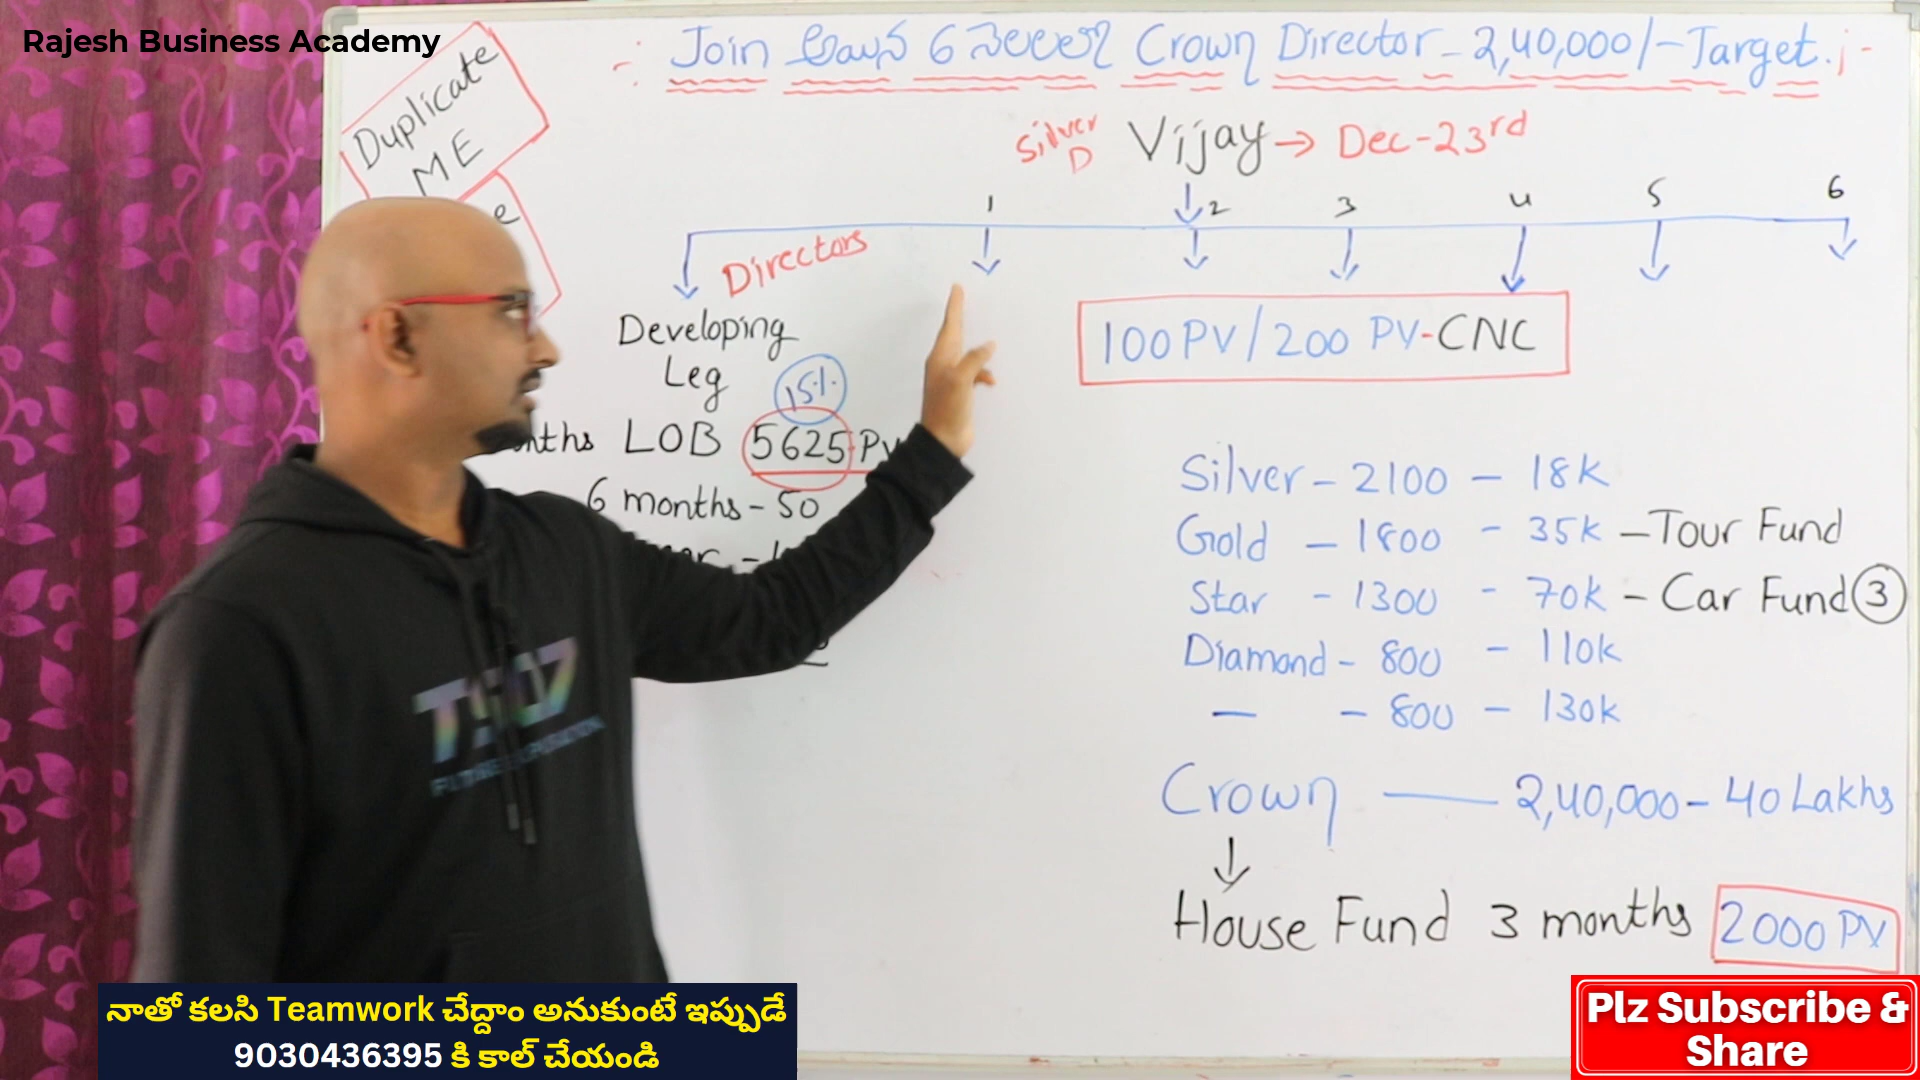 Rajesh Business Academy
-: Join అయిన 6 నెలలలో Crown Director - 2,40,000/- Target. :-
Duplicate
ME
e
Silver
D
Vijay → Dec-23rd
1 2 3 4 5 6
Directors
Developing
Leg
15%
100 PV/200 PV-CNC
nths LOB 5625 PV
6 months - 50
Silver - 2100 - 18K
Gold - 1800 - 35K - Tour Fund
Star - 1300 - 70K - Car Fund 3
Diamond - 800 - 110K
— - 800 - 130K
Crown — 2,40,000 - 40 Lakhs
House Fund 3 months 2000 PV
నాతో కలసి Teamwork చేద్దాం అనుకుంటే ఇప్పుడే
9030436395 కి కాల్ చేయండి
Plz Subscribe &
Share